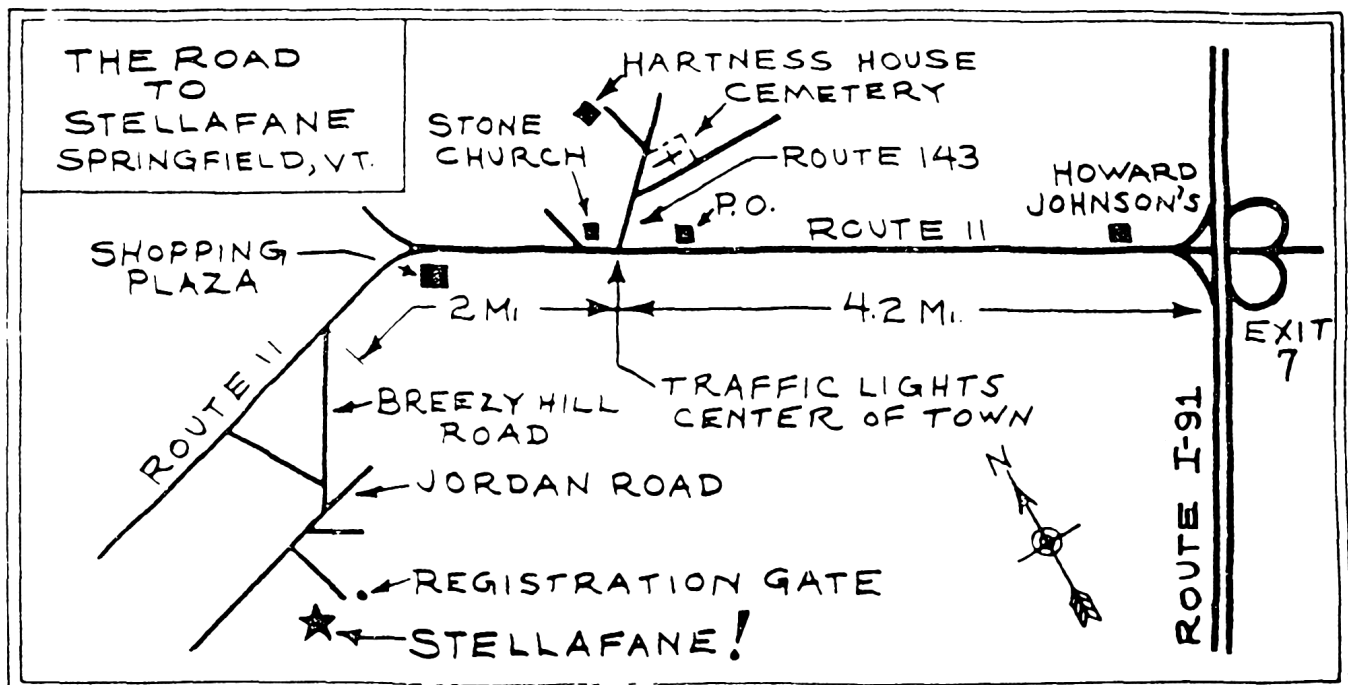 THE ROAD
TO
STELLAFANE
SPRINGFIELD, VT.
HARTNESS HOUSE
CEMETERY
STONE
CHURCH
ROUTE 143
P.O.
HOWARD
JOHNSON'S
ROUTE 11
SHOPPING
PLAZA
2 MI
4.2 MI.
EXIT
7
ROUTE 11
BREEZY HILL
ROAD
TRAFFIC LIGHTS
CENTER OF TOWN
JORDAN ROAD
N
ROUTE I-91
REGISTRATION GATE
STELLAFANE!